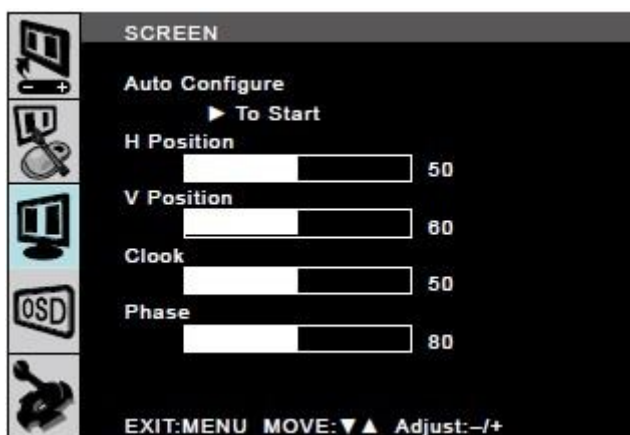 SCREEN
Auto Configure
► To Start
H Position
50
V Position
60
Clook
50
Phase
80
OSD
EXIT:MENU MOVE:▼▲ Adjust:–/+